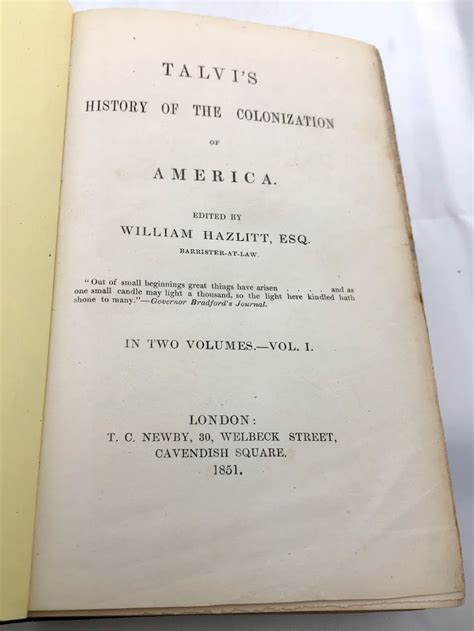 TALVI'S
HISTORY OF THE COLONIZATION
OF
AMERICA.
EDITED BY
WILLIAM HAZLITT, ESQ.
BARRISTER-AT-LAW.
"Out of small beginnings great things have arisen . . . . and as
one small candle may light a thousand, so the light here kindled hath
shone to many."—Governor Bradford's Journal.
IN TWO VOLUMES.—VOL. I.
LONDON:
T. C. NEWBY, 30, WELBECK STREET,
CAVENDISH SQUARE.
1851.